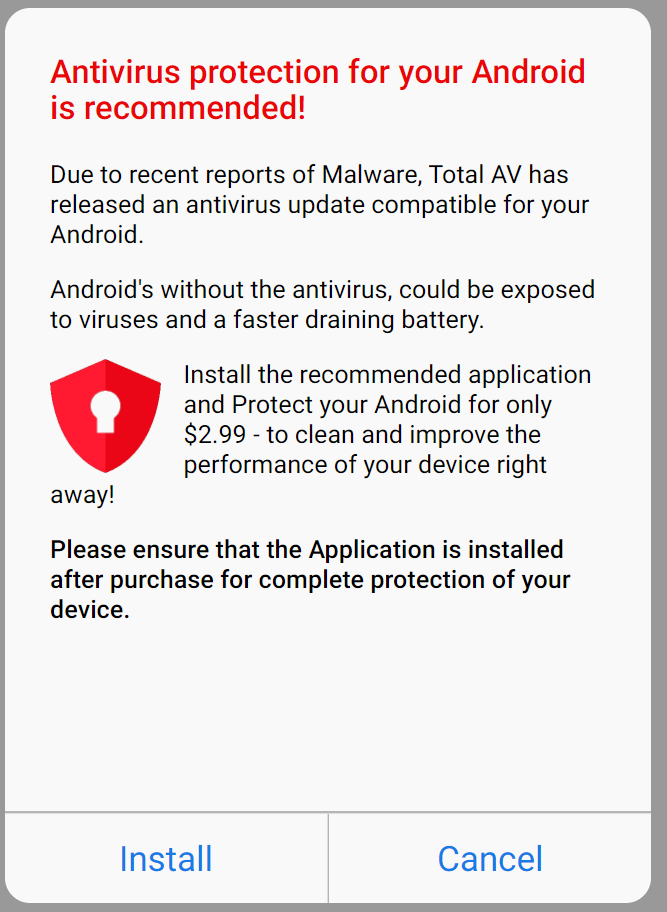 Antivirus protection for your Android
is recommended!
Due to recent reports of Malware, Total AV has
released an antivirus update compatible for your
Android.
Android's without the antivirus, could be exposed
to viruses and a faster draining battery.
Install the recommended application
and Protect your Android for only
$2.99 - to clean and improve the
performance of your device right
away!
Please ensure that the Application is installed
after purchase for complete protection of your
device.
Install
Cancel